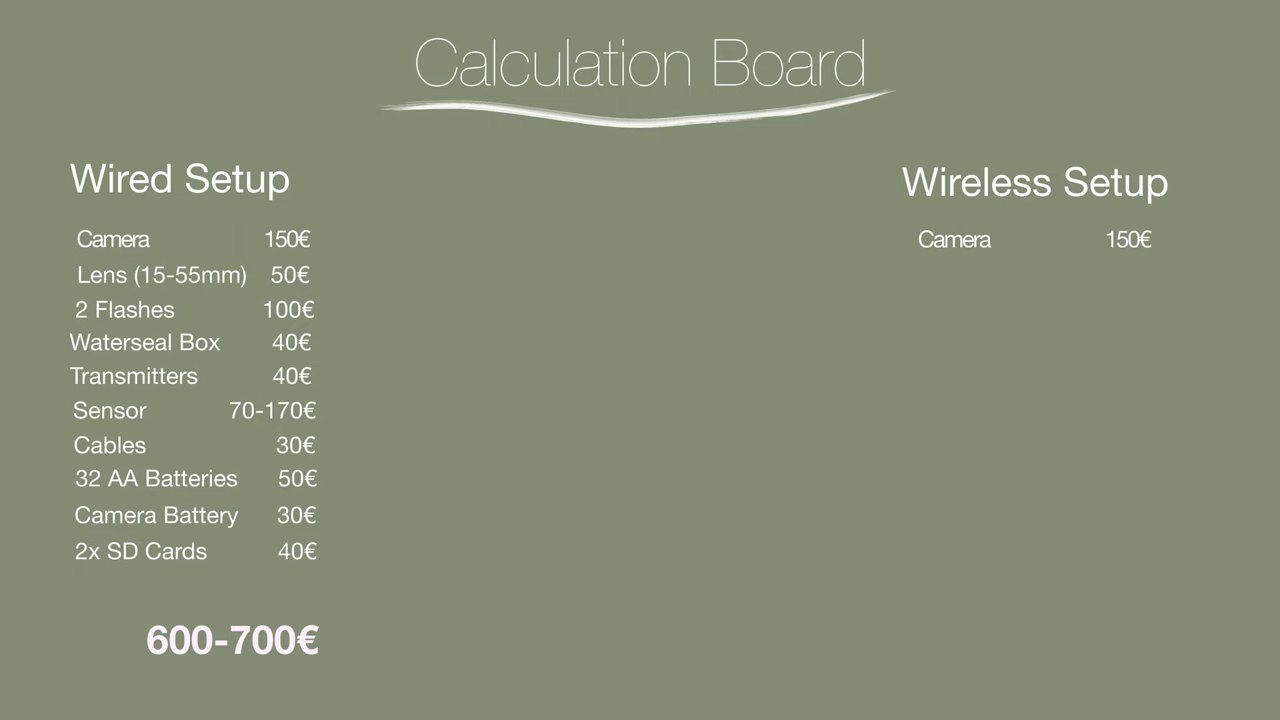 Calculation Board
Wired Setup
Camera 150€
Lens (15-55mm) 50€
2 Flashes 100€
Waterseal Box 40€
Transmitters 40€
Sensor 70-170€
Cables 30€
32 AA Batteries 50€
Camera Battery 30€
2x SD Cards 40€
600-700€
Wireless Setup
Camera 150€